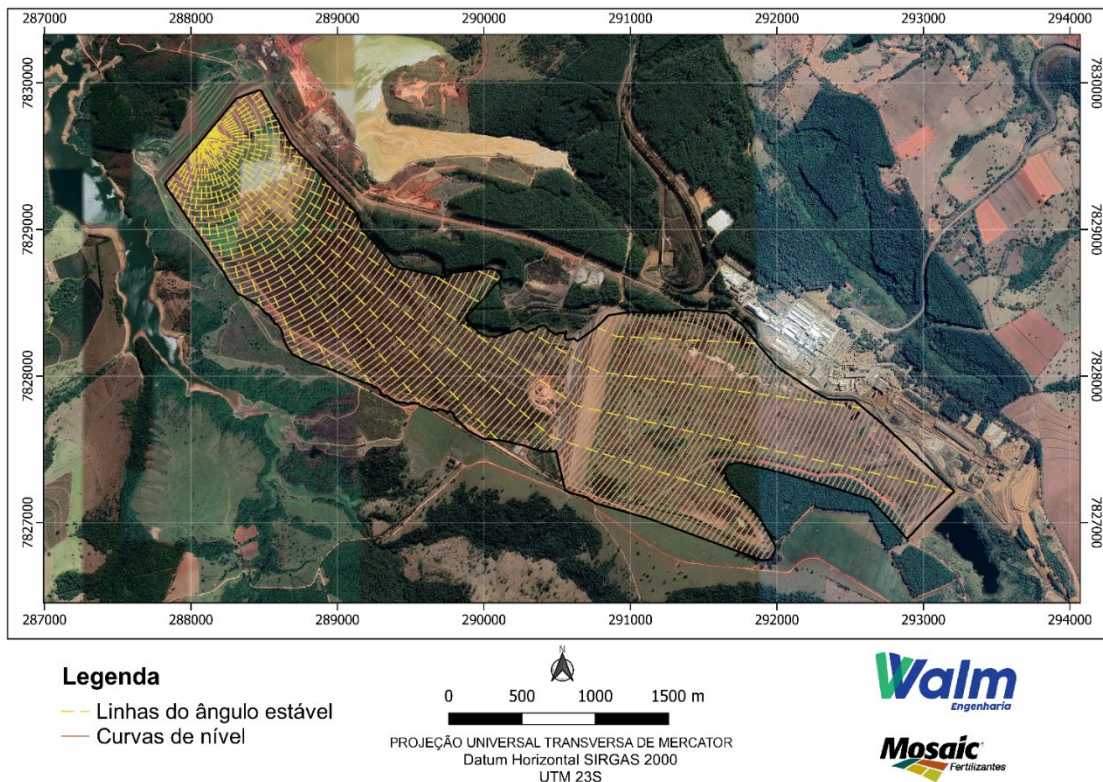 287000 288000 289000 290000 291000 292000 293000 294000
7830000 7830000
7829000 7829000
7828000 7828000
7827000 7827000
287000 288000 289000 290000 291000 292000 293000 294000
Legenda
Linhas do ângulo estável
Curvas de nível
N
0 500 1000 1500 m
PROJEÇÃO UNIVERSAL TRANSVERSA DE MERCATOR
Datum Horizontal SIRGAS 2000
UTM 23S
Walm
Engenharia
Mosaic®
Fertilizantes